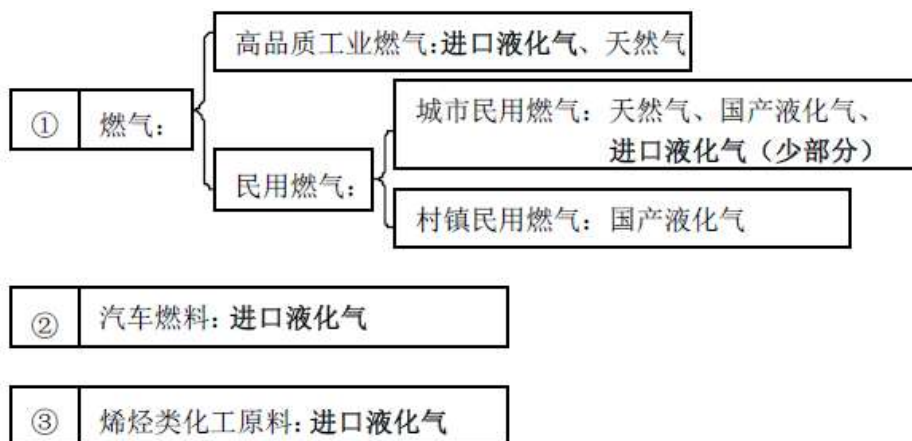 高品质工业燃气:进口液化气、天然气
① 燃气:
城市民用燃气: 天然气、国产液化气、
进口液化气（少部分）
民用燃气:
村镇民用燃气: 国产液化气
② 汽车燃料: 进口液化气
③ 烯烃类化工原料: 进口液化气